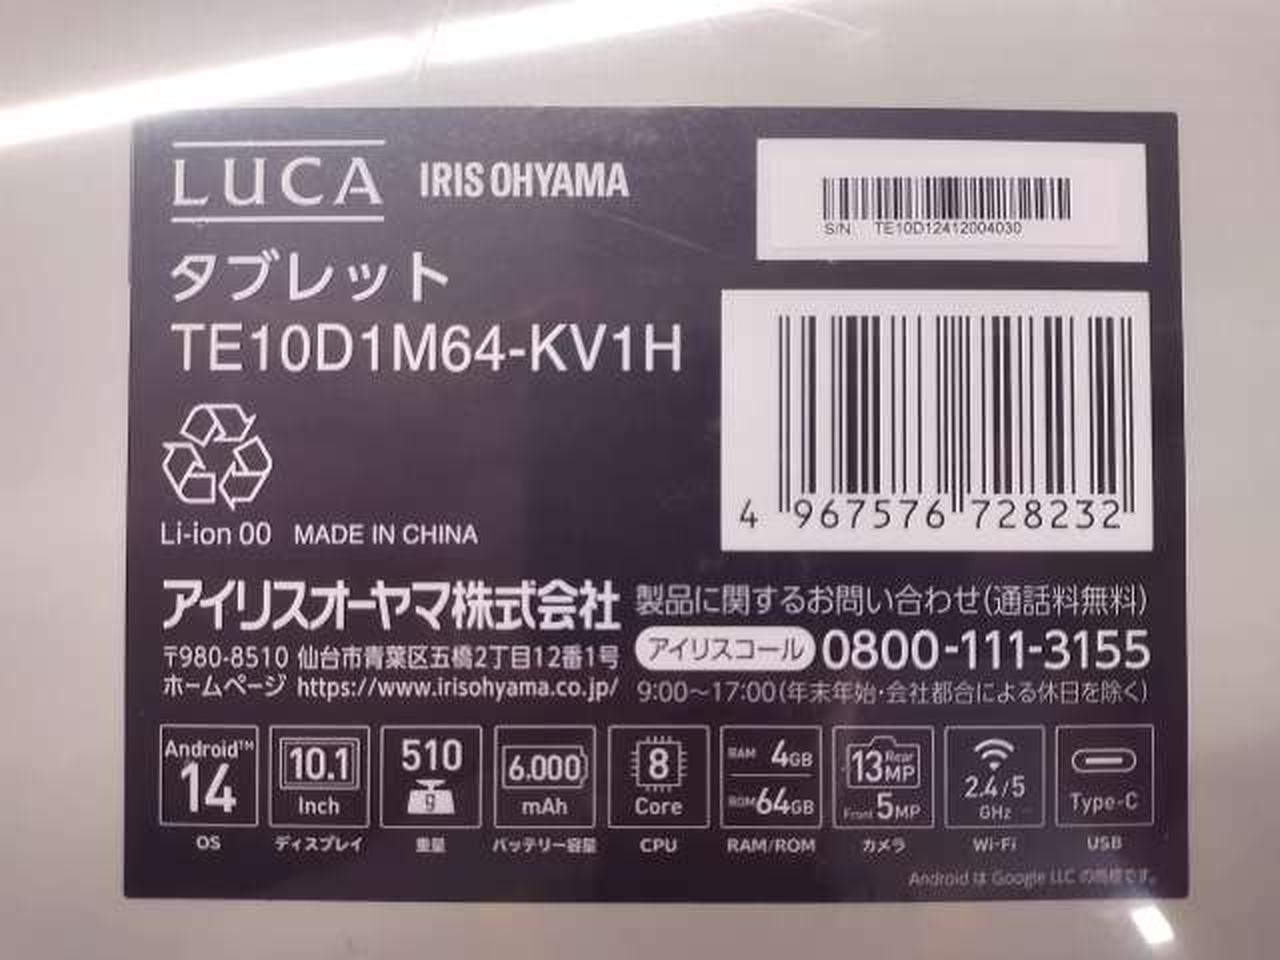 LUCA IRIS OHYAMA
S/N TE10D12412004030
タブレット
TE10D1M64-KV1H
4 967576 728232
Li-ion 00 MADE IN CHINA
アイリスオーヤマ株式会社
〒980-8510 仙台市青葉区五橋2丁目12番1号
ホームページ https://www.irisohyama.co.jp/
製品に関するお問い合わせ(通話料無料)
アイリスコール 0800-111-3155
9:00～17:00(年末年始・会社都合による休日を除く)
Android™ 14
OS
10.1 Inch
ディスプレイ
510 g
重量
6.000 mAh
バッテリー容量
8 Core
CPU
RAM 4GB
ROM 64GB
RAM/ROM
13MP Rear
Front 5MP
カメラ
2.4/5 GHz
Wi-Fi
Type-C
USB
Android は Google LLC の商標です。